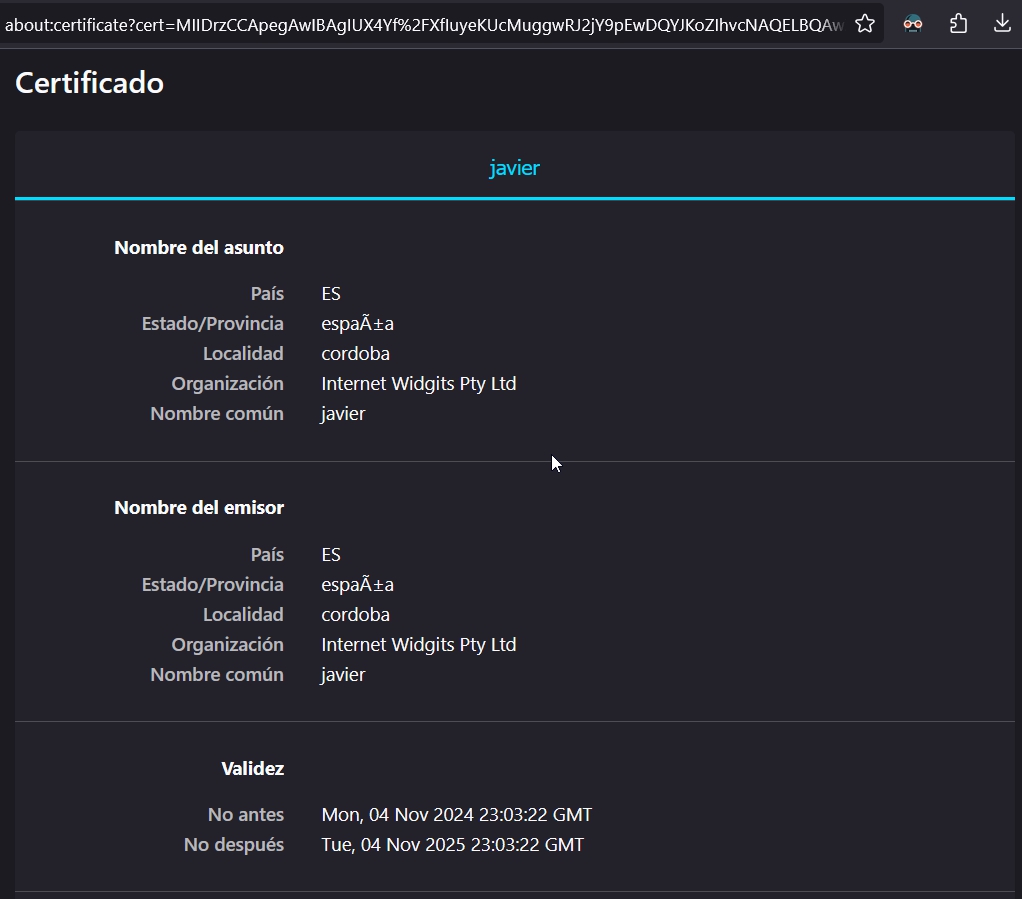 about:certificate?cert=MIIDrzCCApegAwIBAgIUX4Yf%2FXfluyeKUcMuggwRJ2jY9pEwDQYJKoZIhvcNAQELBQAw
Certificado
javier
Nombre del asunto
País ES
Estado/Provincia espaÃ±a
Localidad cordoba
Organización Internet Widgits Pty Ltd
Nombre común javier
Nombre del emisor
País ES
Estado/Provincia espaÃ±a
Localidad cordoba
Organización Internet Widgits Pty Ltd
Nombre común javier
Validez
No antes Mon, 04 Nov 2024 23:03:22 GMT
No después Tue, 04 Nov 2025 23:03:22 GMT